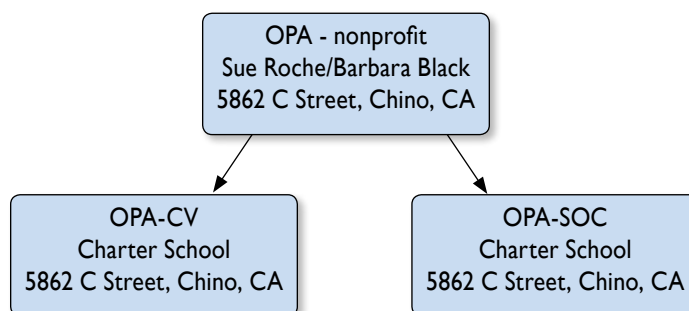 OPA - nonprofit
Sue Roche/Barbara Black
5862 C Street, Chino, CA
OPA-CV
Charter School
5862 C Street, Chino, CA
OPA-SOC
Charter School
5862 C Street, Chino, CA